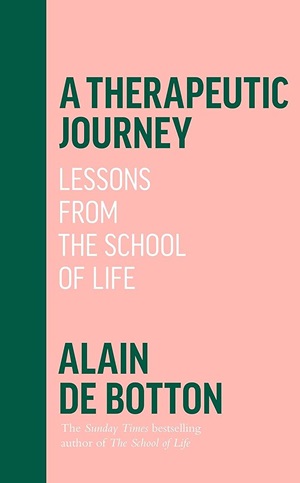 A THERAPEUTIC
JOURNEY
LESSONS
FROM
THE SCHOOL
OF LIFE
ALAIN
DE BOTTON
The Sunday Times bestselling
author of The School of Life